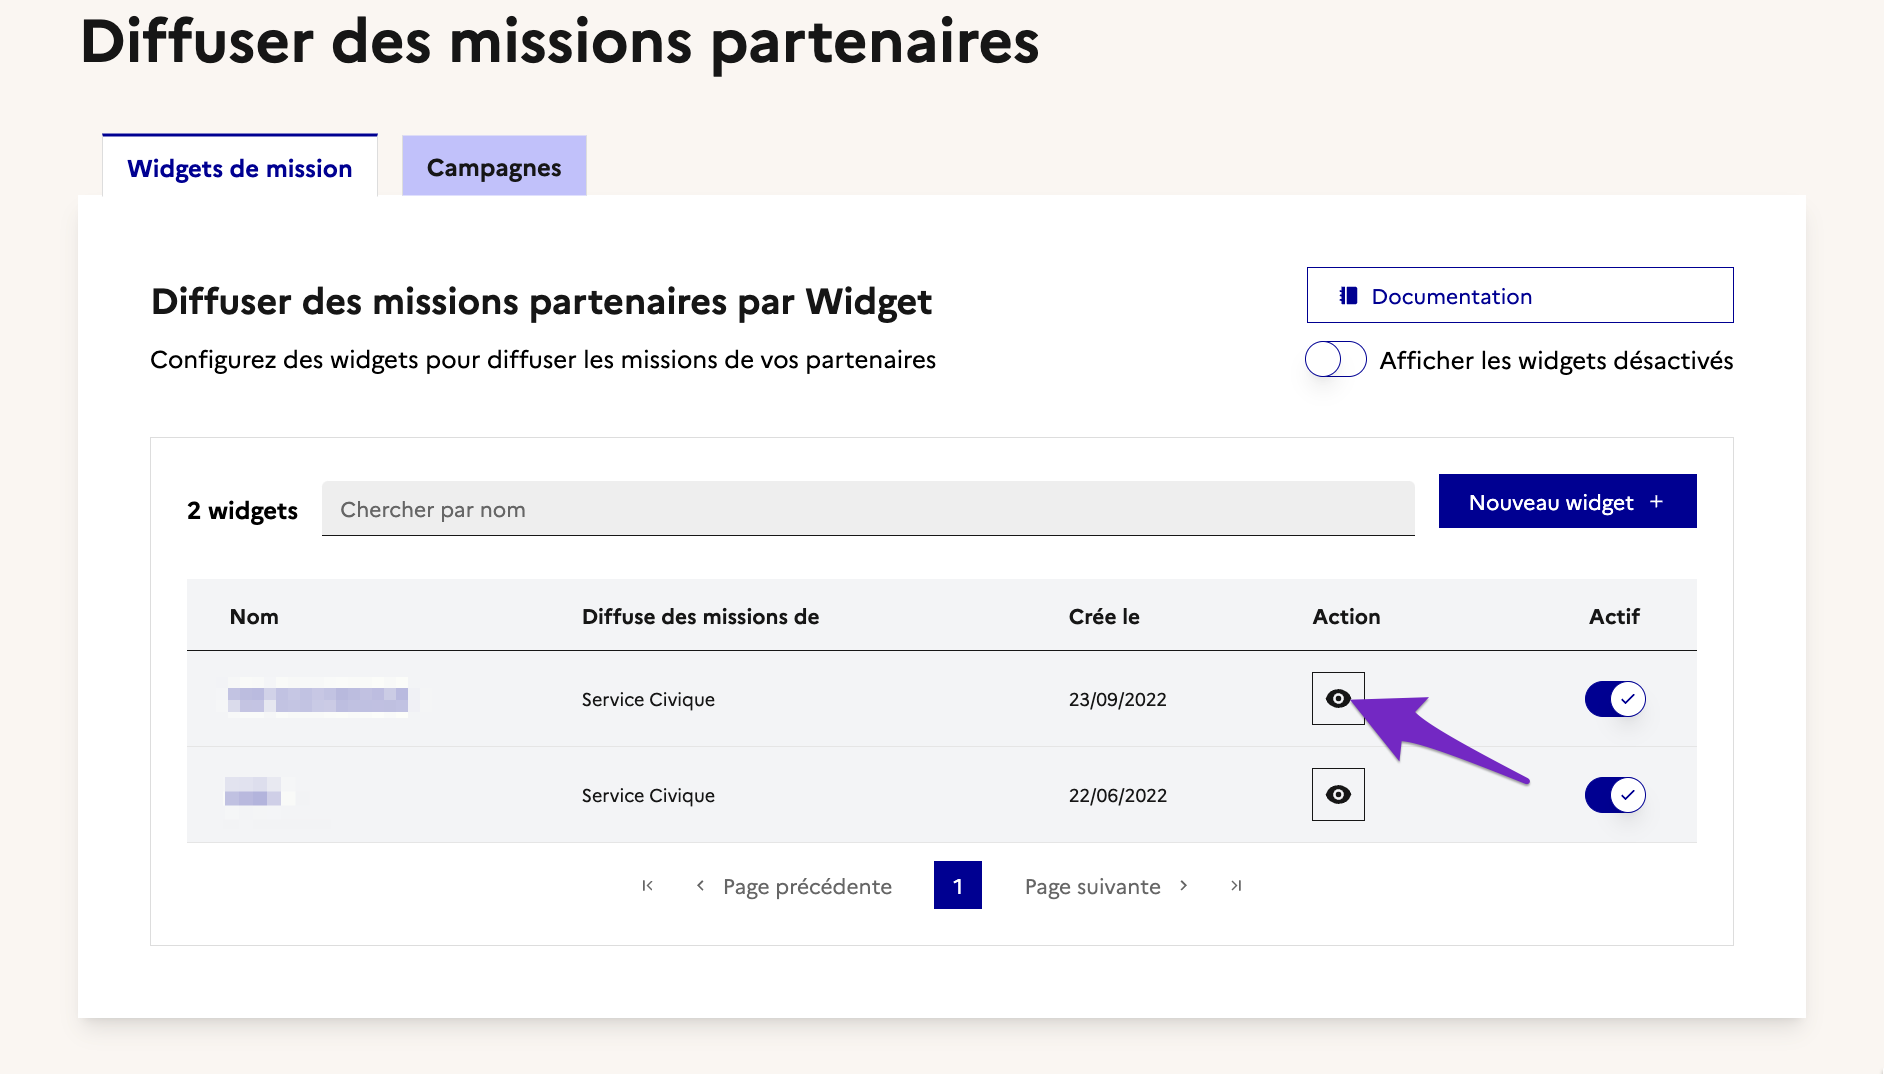 Diffuser des missions partenaires
Widgets de mission
Campagnes
Diffuser des missions partenaires par Widget
Documentation
Configurez des widgets pour diffuser les missions de vos partenaires
Afficher les widgets désactivés
2 widgets
Chercher par nom
Nouveau widget +
Nom Diffuse des missions de Crée le Action Actif
Service Civique 23/09/2022
Service Civique 22/06/2022
Page précédente 1 Page suivante